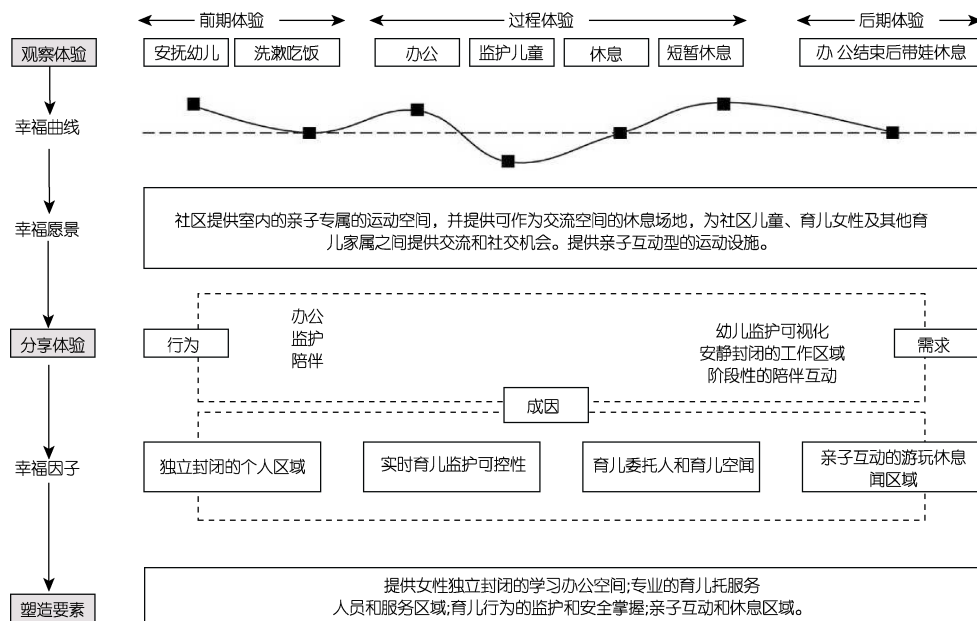 前期体验 过程体验 后期体验
观察体验 安抚幼儿 洗漱吃饭 办公 监护儿童 休息 短暂休息 办 公结束后带娃休息
幸福曲线
幸福愿景
社区提供室内的亲子专属的运动空间，并提供可作为交流空间的休息场地，为社区儿童、育儿女性及其他育
儿家属之间提供交流和社交机会。提供亲子互动型的运动设施。
分享体验
行为
办公
监护
陪伴
幼儿监护可视化
安静封闭的工作区域
阶段性的陪伴互动
需求
成因
幸福因子
独立封闭的个人区域
实时育儿监护可控性
育儿委托人和育儿空闻
亲子互动的游玩休息
闻区域
塑造要素
提供女性独立封闭的学习办公空间;专业的育儿托服务
人员和服务区域;育儿行为的监护和安全掌握;亲子互动和休息区域。